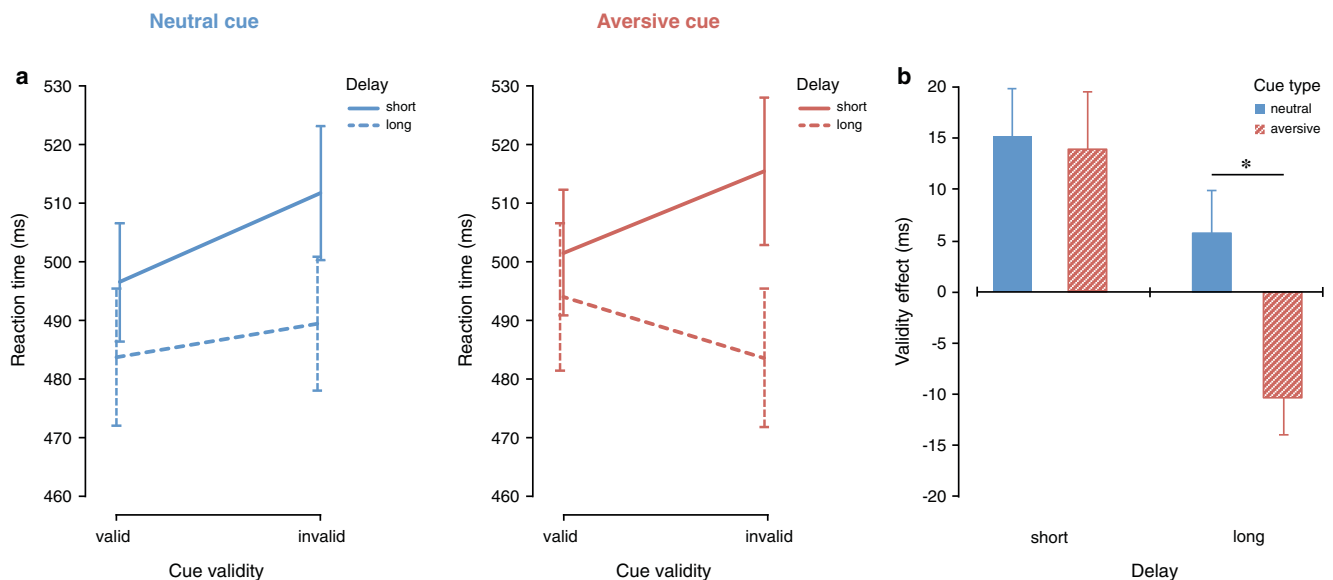 Neutral cue
Aversive cue
a
530
520
510
500
490
480
470
460
Reaction time (ms)
Delay
short
long
valid
invalid
Cue validity
530
520
510
500
490
480
470
460
Reaction time (ms)
Delay
short
long
valid
invalid
Cue validity
b
20
15
10
5
0
-5
-10
-15
-20
Validity effect (ms)
Cue type
neutral
aversive
*
short
long
Delay